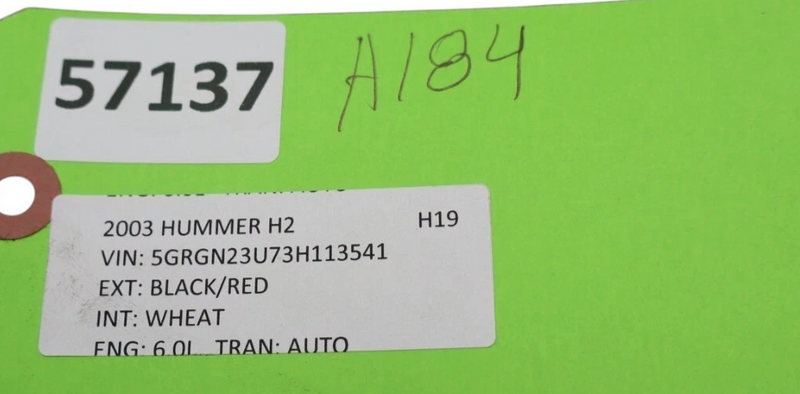 57137
A184
2003 HUMMER H2 H19
VIN: 5GRGN23U73H113541
EXT: BLACK/RED
INT: WHEAT
ENG: 6.0L TRAN: AUTO